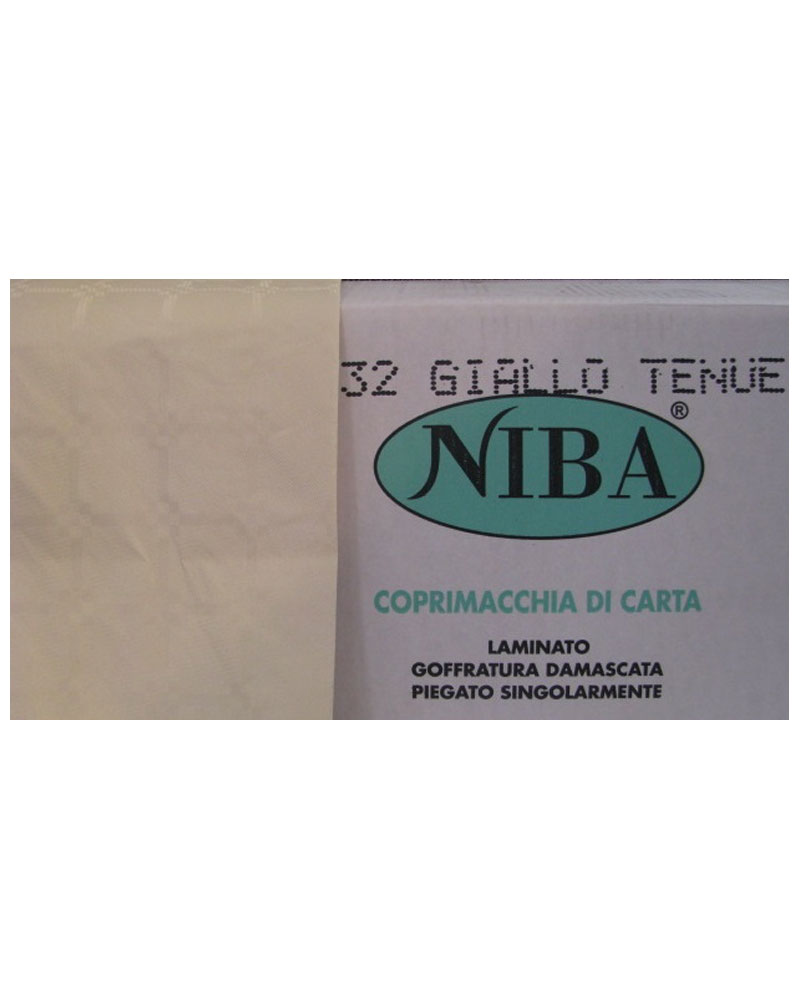 32 GIALLO TENUE
NIBA®
COPRIMACCHIA DI CARTA
LAMINATO
GOFFRATURA DAMASCATA
PIEGATO SINGOLARMENTE